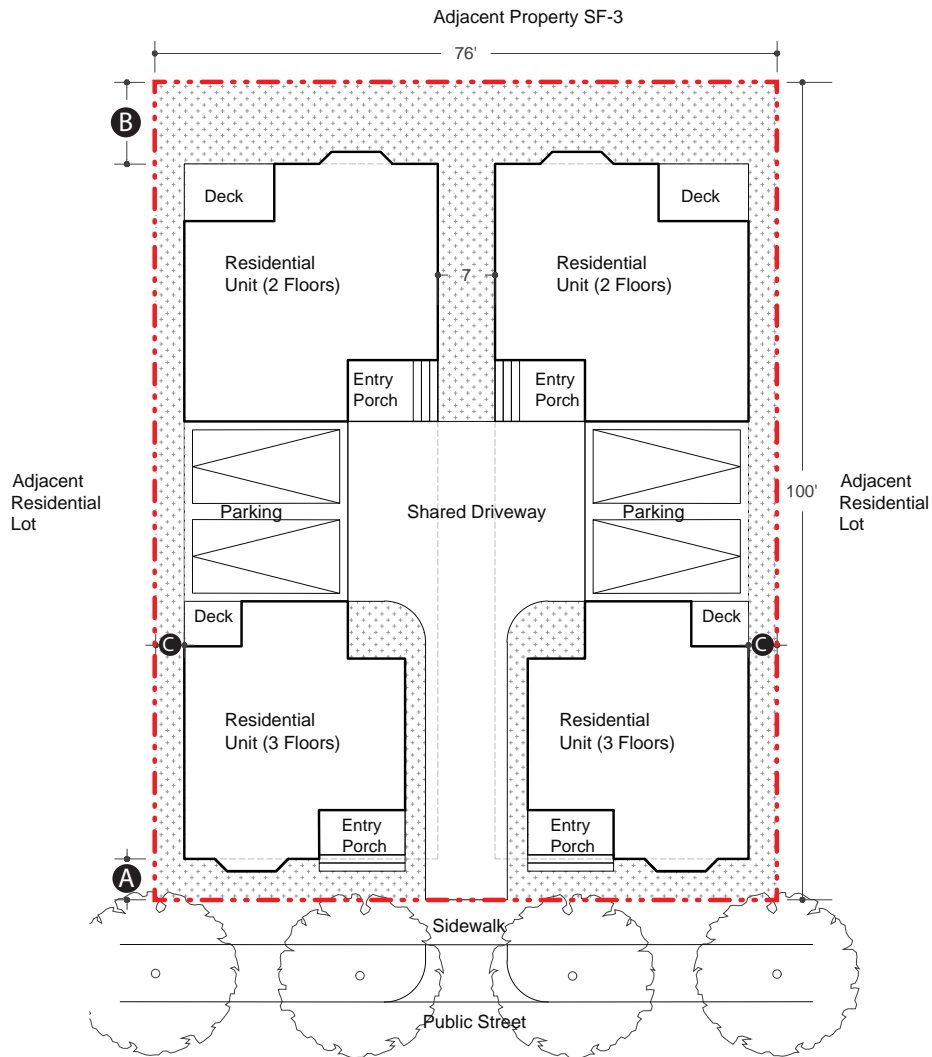 Adjacent Property SF-3
76'
B
Deck
Deck
Residential
Unit (2 Floors)
Residential
Unit (2 Floors)
7
Entry
Porch
Entry
Porch
Adjacent
Residential
Lot
Parking
Shared Driveway
Parking
100'
Adjacent
Residential
Lot
Deck
Deck
C
C
Residential
Unit (3 Floors)
Residential
Unit (3 Floors)
Entry
Porch
Entry
Porch
A
Sidewalk
Public Street